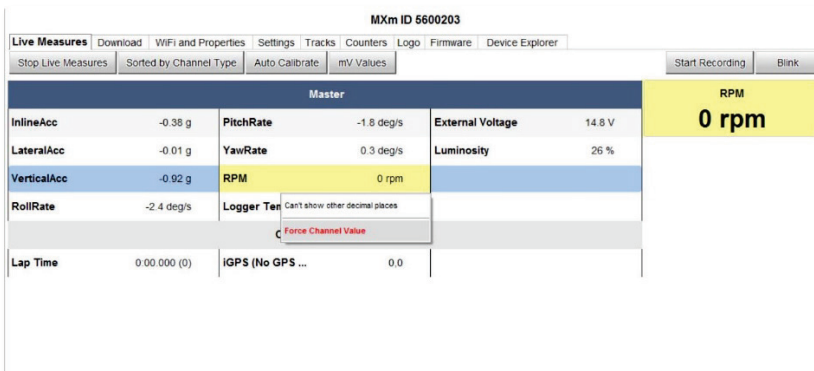 MXm ID 5600203
Live Measures Download WiFi and Properties Settings Tracks Counters Logo Firmware Device Explorer
Stop Live Measures Sorted by Channel Type Auto Calibrate mV Values Start Recording Blink
Master
RPM
0 rpm
InlineAcc -0.38 g PitchRate -1.8 deg/s External Voltage 14.8 V
LateralAcc -0.01 g YawRate 0.3 deg/s Luminosity 26 %
VerticalAcc -0.92 g RPM 0 rpm
RollRate -2.4 deg/s Logger Tem
Can't show other decimal places
Force Channel Value
Lap Time 0:00.000 (0) iGPS (No GPS ... 0,0